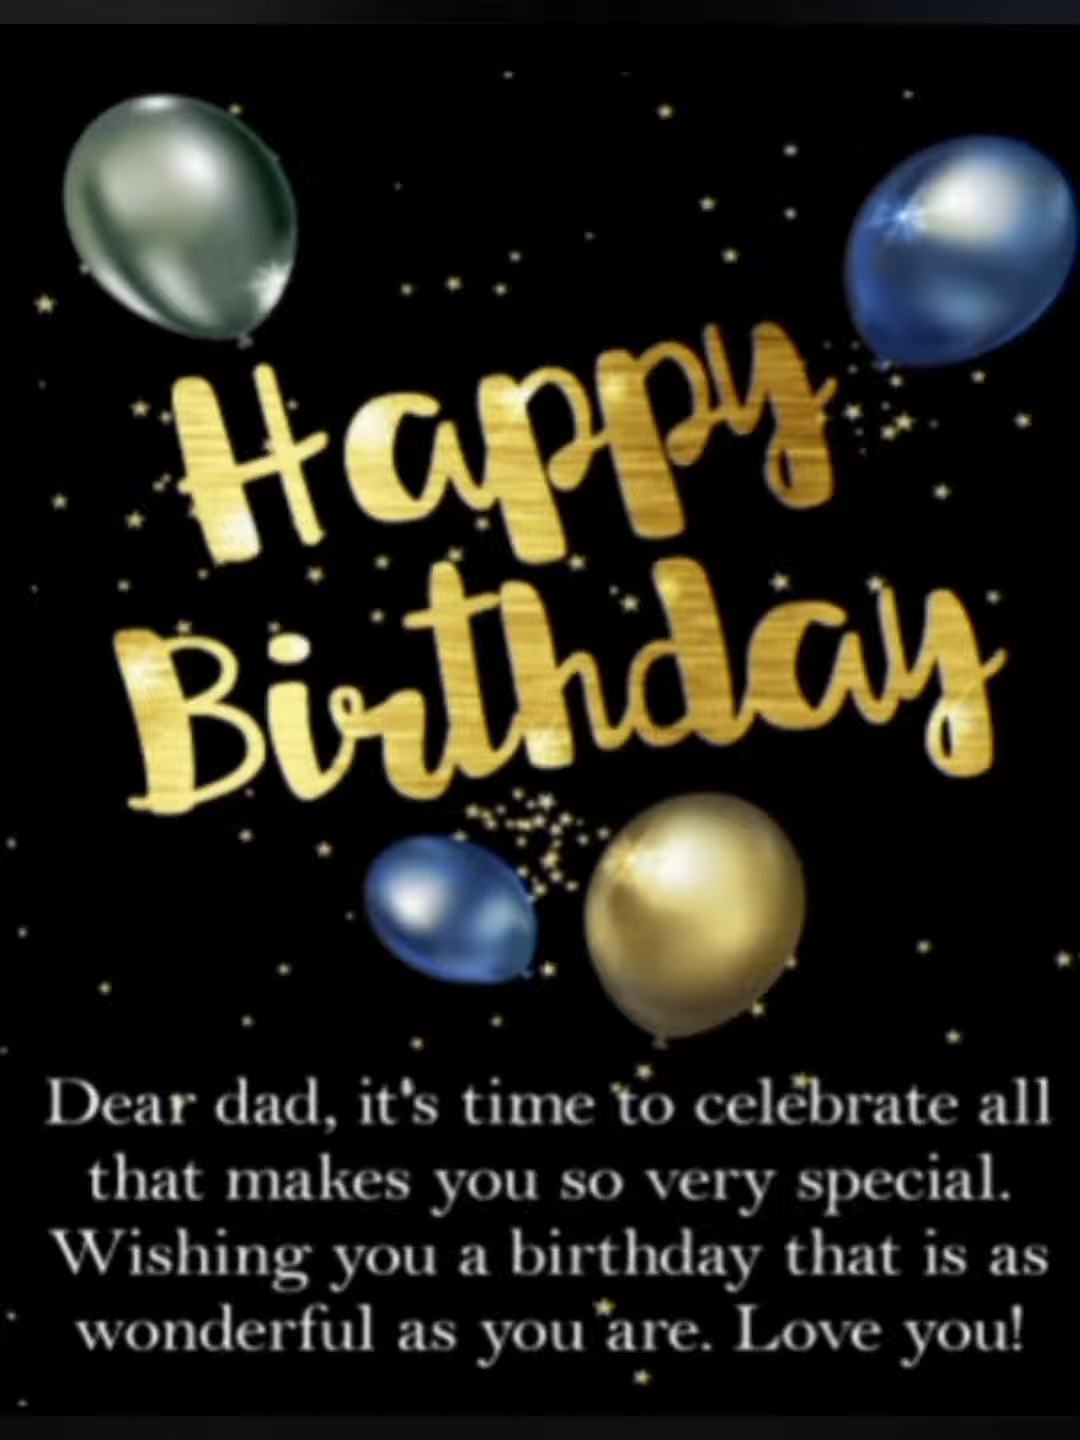 Happy
Birthday
Dear dad, it's time to celebrate all
that makes you so very special.
Wishing you a birthday that is as
wonderful as you are. Love you!